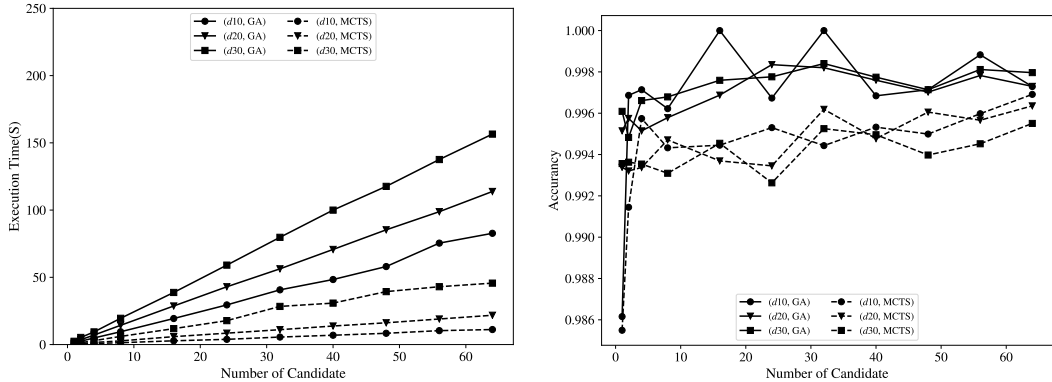 250
200
150
100
50
0
Execution Time(S)
0 10 20 30 40 50 60
Number of Candidate
(d10, GA) (d10, MCTS)
(d20, GA) (d20, MCTS)
(d30, GA) (d30, MCTS)
1.000
0.998
0.996
0.994
0.992
0.990
0.988
0.986
Accurancy
0 10 20 30 40 50 60
Number of Candidate
(d10, GA) (d10, MCTS)
(d20, GA) (d20, MCTS)
(d30, GA) (d30, MCTS)